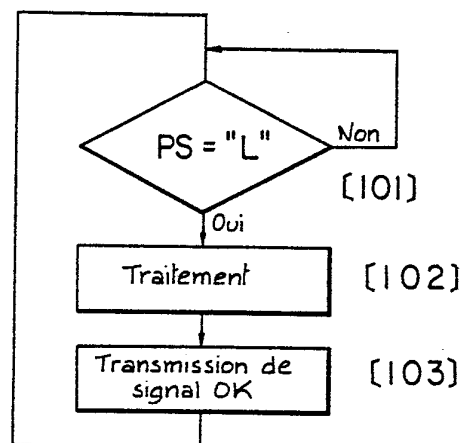 PS = "L"
Non
[101]
Oui
Traitement
[102]
Transmission de
signal OK
[103]